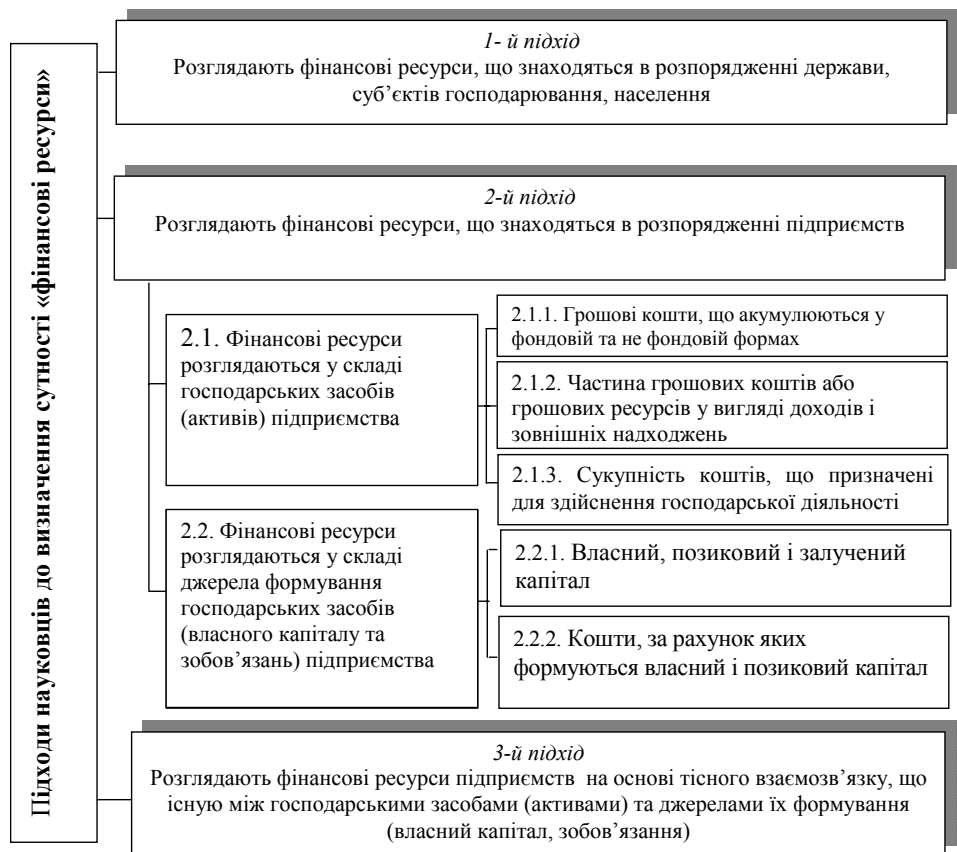 Підходи науковців до визначення сутності «фінансові ресурси»
1- й підхід
Розглядають фінансові ресурси, що знаходяться в розпорядженні держави,
суб’єктів господарювання, населення
2-й підхід
Розглядають фінансові ресурси, що знаходяться в розпорядженні підприємств
2.1. Фінансові ресурси
розглядаються у складі
господарських засобів
(активів) підприємства
2.1.1. Грошові кошти, що акумулюються у
фондовій та не фондовій формах
2.1.2. Частина грошових коштів або
грошових ресурсів у вигляді доходів і
зовнішніх надходжень
2.1.3. Сукупність коштів, що призначені
для здійснення господарської діяльності
2.2. Фінансові ресурси
розглядаються у складі
джерела формування
господарських засобів
(власного капіталу та
зобов’язань) підприємства
2.2.1. Власний, позиковий і залучений
капітал
2.2.2. Кошти, за рахунок яких
формуються власний і позиковий капітал
3-й підхід
Розглядають фінансові ресурси підприємств на основі тісного взаємозв’язку, що
існую між господарськими засобами (активами) та джерелами їх формування
(власний капітал, зобов’язання)